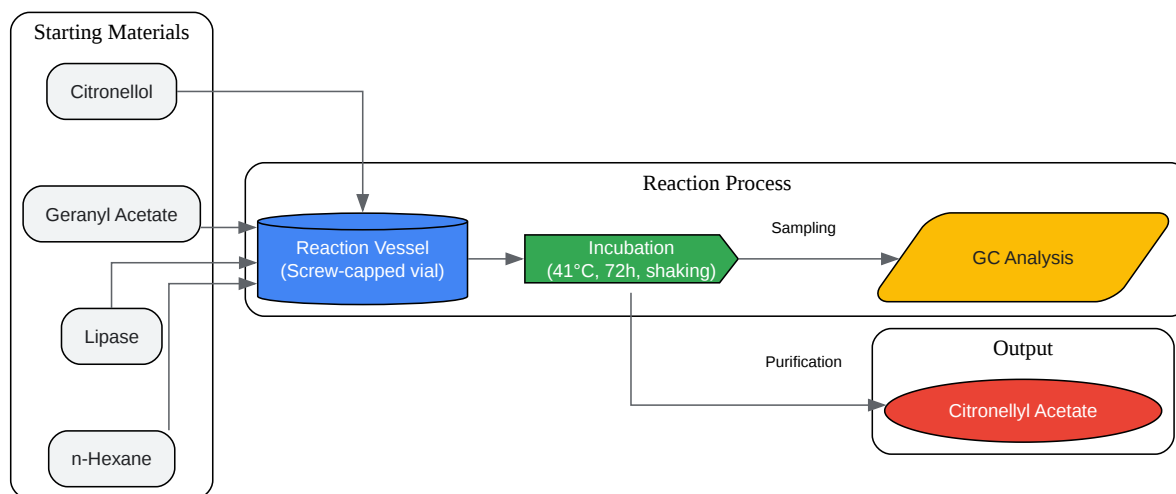 Starting Materials
Citronellol
Geranyl Acetate
Lipase
n-Hexane
Reaction Process
Reaction Vessel
(Screw-capped vial)
Incubation
(41°C, 72h, shaking)
Sampling
GC Analysis
Purification
Output
Citronellyl Acetate